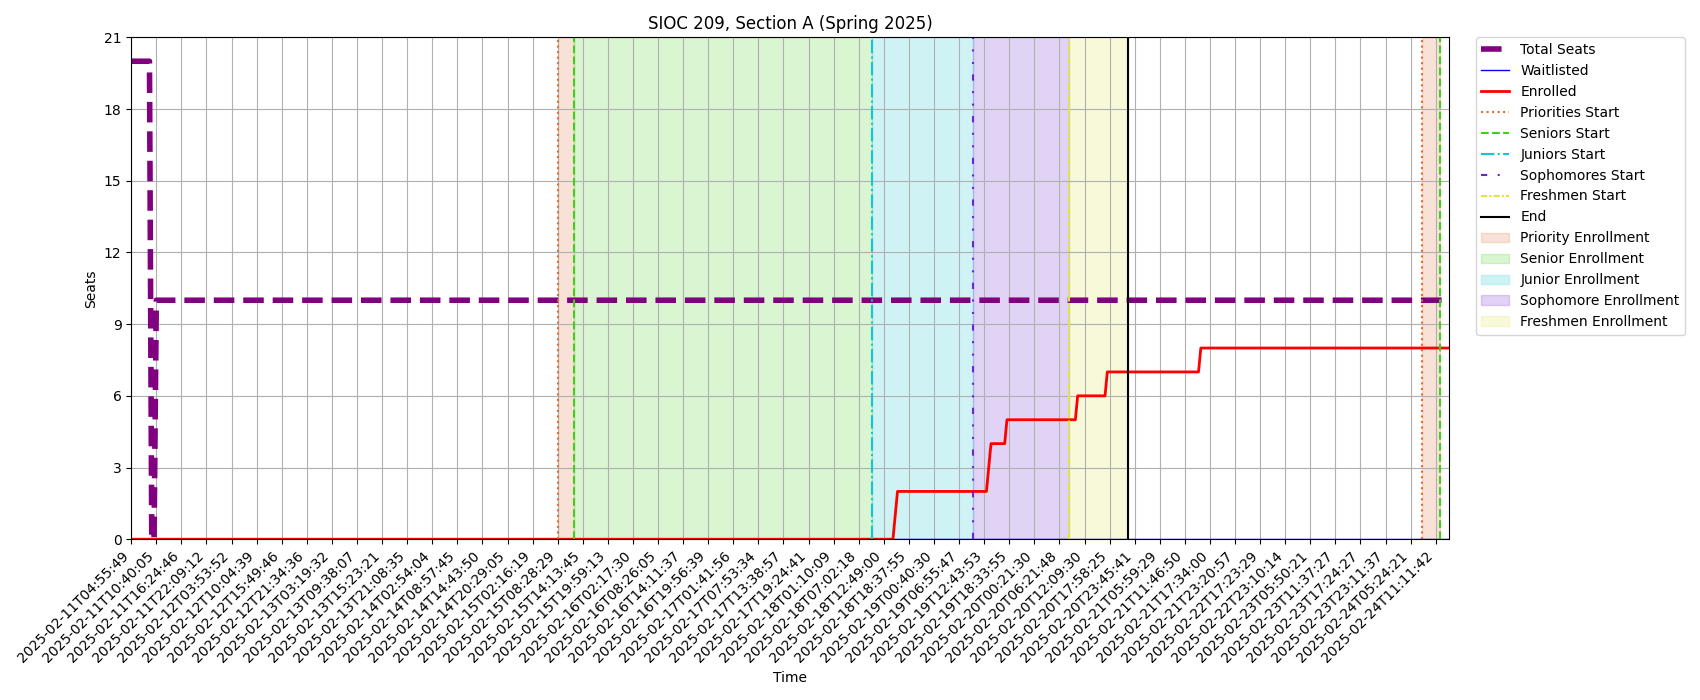 SIOC 209, Section A (Spring 2025)
21
18
15
12
9
6
3
0
Seats
2025-02-11T04:55:49
2025-02-11T10:40:05
2025-02-11T16:24:46
2025-02-11T22:09:12
2025-02-12T03:53:52
2025-02-12T10:04:39
2025-02-12T15:49:46
2025-02-12T21:34:36
2025-02-13T03:19:32
2025-02-13T09:38:07
2025-02-13T15:23:21
2025-02-13T21:08:35
2025-02-14T02:54:04
2025-02-14T08:57:45
2025-02-14T14:43:50
2025-02-14T20:29:05
2025-02-15T02:16:19
2025-02-15T08:28:29
2025-02-15T14:13:45
2025-02-15T19:59:13
2025-02-16T02:17:30
2025-02-16T08:26:05
2025-02-16T14:11:37
2025-02-16T19:56:39
2025-02-17T01:41:56
2025-02-17T07:53:34
2025-02-17T13:38:57
2025-02-17T19:24:41
2025-02-18T01:10:09
2025-02-18T07:02:18
2025-02-18T12:49:00
2025-02-18T18:37:55
2025-02-19T00:40:30
2025-02-19T06:55:47
2025-02-19T12:43:53
2025-02-19T18:33:55
2025-02-20T00:21:30
2025-02-20T06:21:48
2025-02-20T12:09:30
2025-02-20T17:58:25
2025-02-20T23:45:41
2025-02-21T05:59:29
2025-02-21T11:46:50
2025-02-21T17:34:00
2025-02-21T23:20:57
2025-02-22T17:23:29
2025-02-22T23:10:14
2025-02-23T05:50:21
2025-02-23T11:37:27
2025-02-23T17:24:27
2025-02-23T23:11:37
2025-02-24T05:24:21
2025-02-24T11:11:42
Time
Total Seats
Waitlisted
Enrolled
Priorities Start
Seniors Start
Juniors Start
Sophomores Start
Freshmen Start
End
Priority Enrollment
Senior Enrollment
Junior Enrollment
Sophomore Enrollment
Freshmen Enrollment